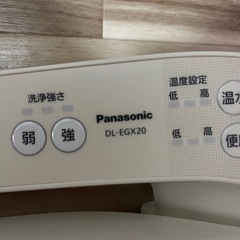 洗浄強さ
弱 強
Panasonic
DL-EGX20
温度設定
低 高
温水
低 高
便